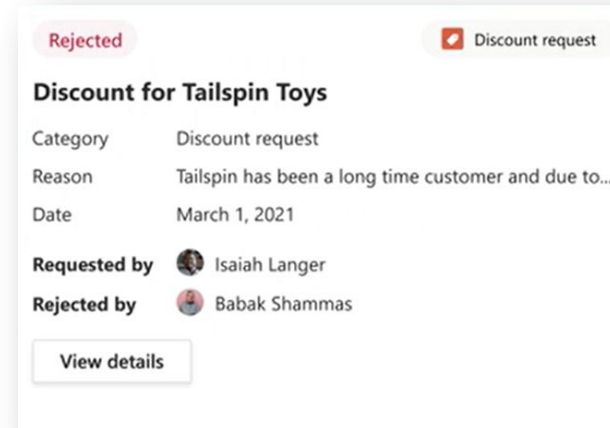 Rejected Discount request
Discount for Tailspin Toys
Category Discount request
Reason Tailspin has been a long time customer and due to...
Date March 1, 2021
Requested by Isaiah Langer
Rejected by Babak Shammas
View details